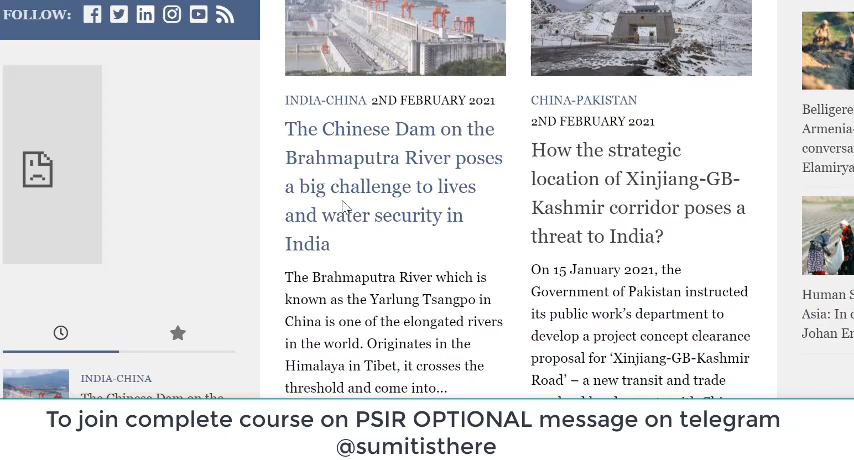 FOLLOW:
INDIA-CHINA 2ND FEBRUARY 2021
The Chinese Dam on the
Brahmaputra River poses
a big challenge to lives
and water security in
India
The Brahmaputra River which is
known as the Yarlung Tsangpo in
China is one of the elongated rivers
in the world. Originates in the
Himalaya in Tibet, it crosses the
threshold and come into...
CHINA-PAKISTAN
2ND FEBRUARY 2021
How the strategic
location of Xinjiang-GB-
Kashmir corridor poses a
threat to India?
On 15 January 2021, the
Government of Pakistan instructed
its public work's department to
develop a project concept clearance
proposal for 'Xinjiang-GB-Kashmir
Road' – a new transit and trade
Belligere
Armenia-
conversa
Elamirya
Human S
Asia: In c
Johan En
INDIA-CHINA
The Chinese Dam on the
To join complete course on PSIR OPTIONAL message on telegram
@sumitisthere